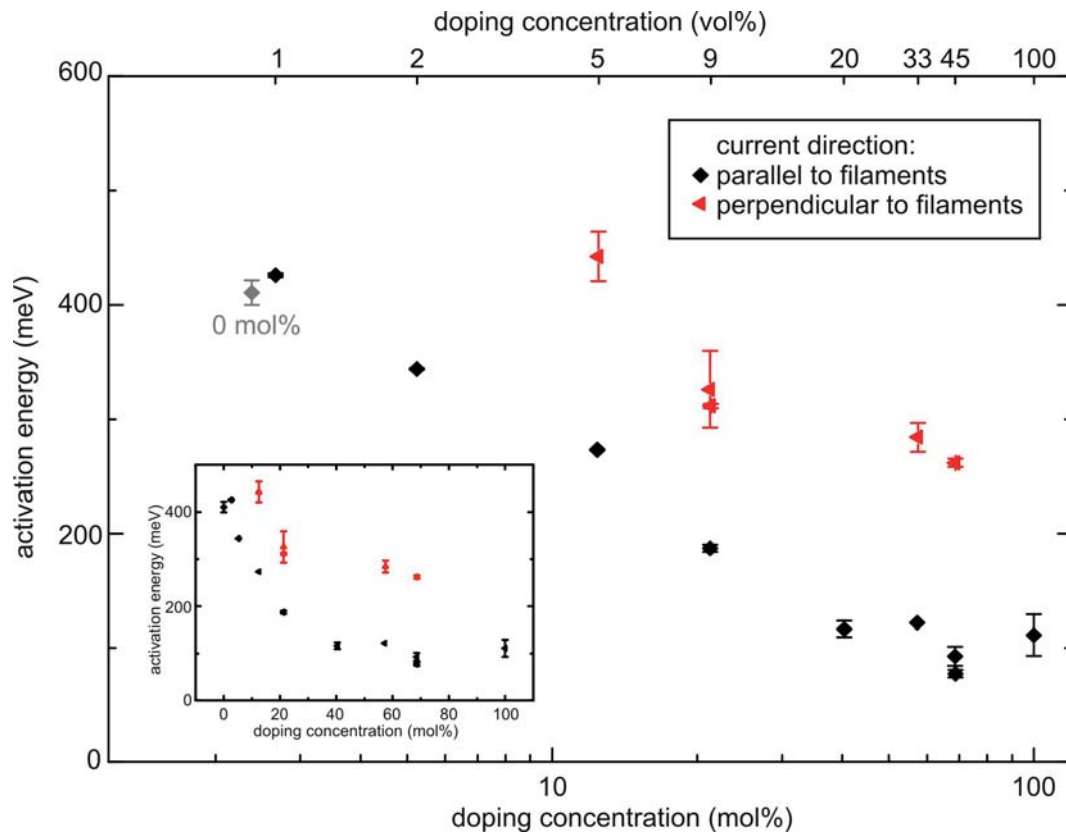 doping concentration (vol%)
1 2 5 9 20 33 45 100
600
400
200
0
activation energy (meV)
current direction:
parallel to filaments
perpendicular to filaments
0 mol%
400
200
0
activation energy (meV)
0 20 40 60 80 100
doping concentration (mol%)
10 100
doping concentration (mol%)